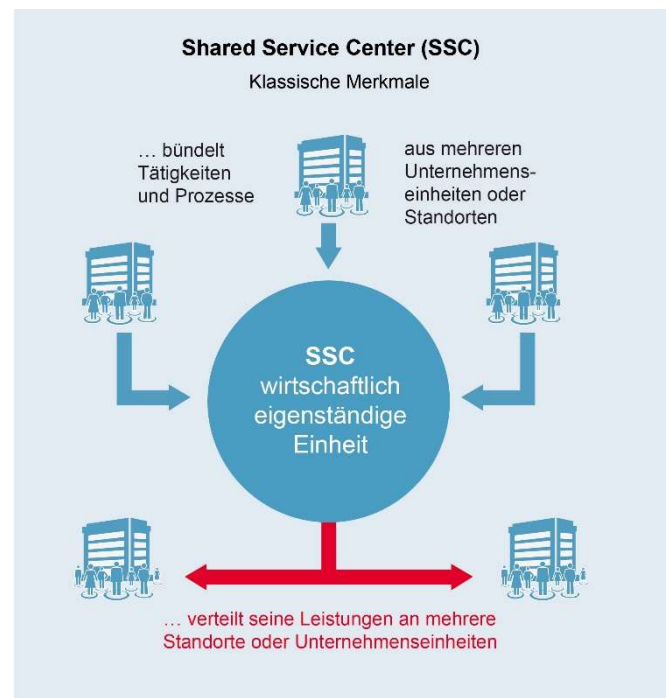 Shared Service Center (SSC)
Klassische Merkmale
… bündelt
Tätigkeiten
und Prozesse
aus mehreren
Unternehmens-
einheiten oder
Standorten
SSC
wirtschaftlich
eigenständige
Einheit
… verteilt seine Leistungen an mehrere
Standorte oder Unternehmenseinheiten